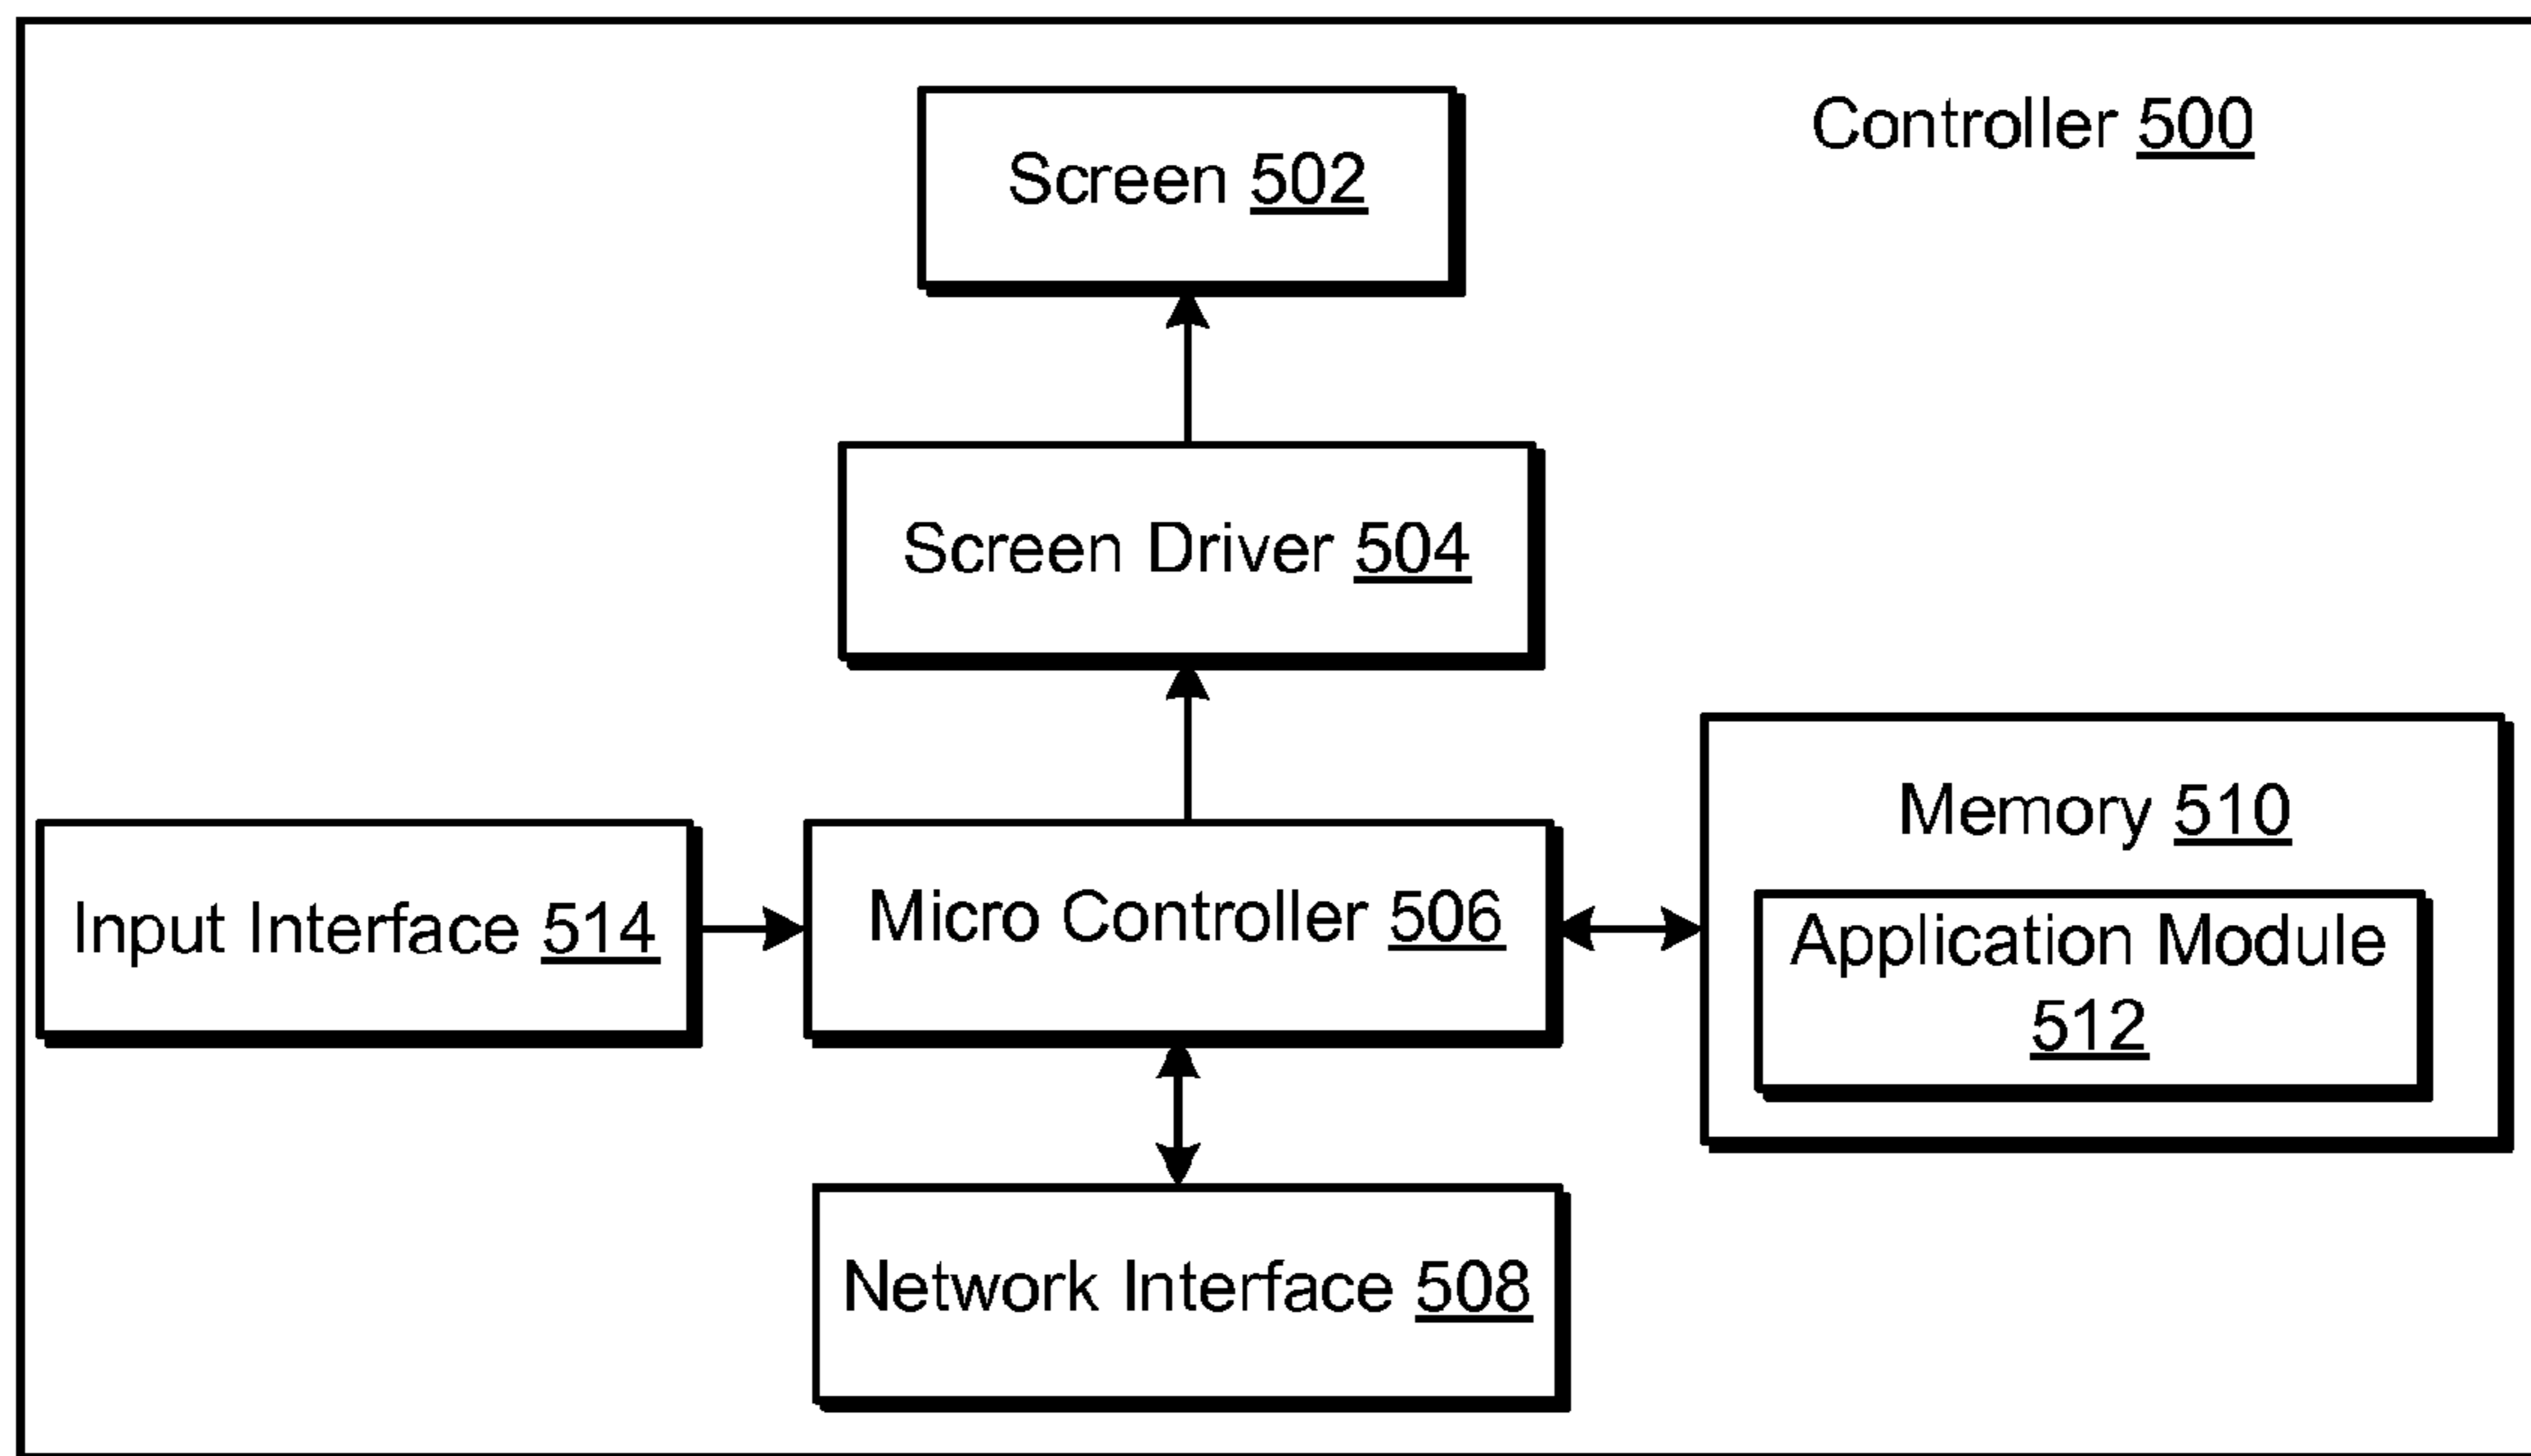 Controller 500
Screen 502
Screen Driver 504
Memory 510
Input Interface 514
Micro Controller 506
Application Module
512
Network Interface 508